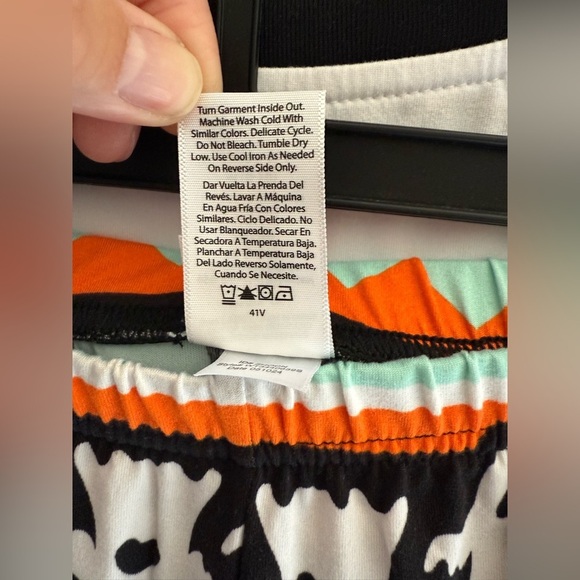 Turn Garment Inside Out.
Machine Wash Cold With
Similar Colors. Delicate Cycle.
Do Not Bleach. Tumble Dry
Low. Use Cool Iron As Needed
On Reverse Side Only.
Dar Vuelta La Prenda Del
Revés. Lavar A Máquina
En Agua Fría Con Colores
Similares. Ciclo Delicado. No
Usar Blanqueador. Secar En
Secadora A Temperatura Baja.
Planchar A Temperatura Baja
Del Lado Reverso Solamente,
Cuando Se Necesite.
41V